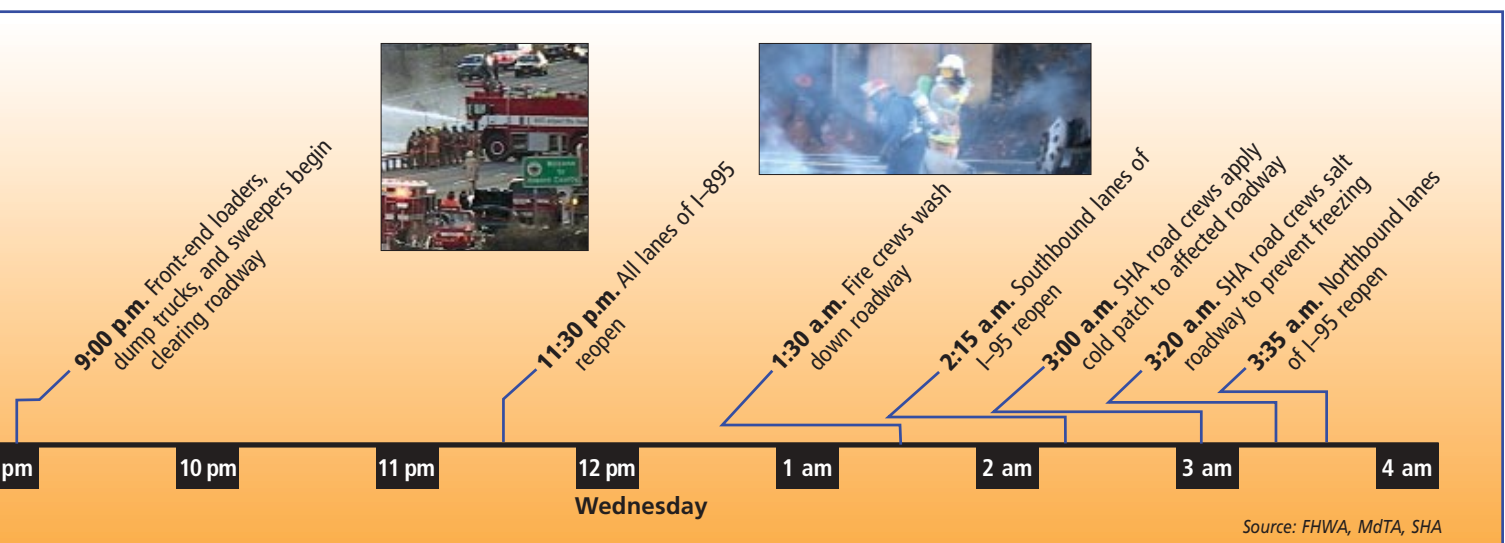 9:00 p.m. Front-end loaders,
dump trucks, and sweepers begin
clearing roadway
11:30 p.m. All lanes of I–895
reopen
1:30 a.m. Fire crews wash
down roadway
2:15 a.m. Southbound lanes of
I–95 reopen
3:00 a.m. SHA road crews apply
cold patch to affected roadway
3:20 a.m. SHA road crews salt
roadway to prevent freezing
3:35 a.m. Northbound lanes
of I–95 reopen
Welcome
to
Howard County
pm
10 pm
11 pm
12 pm
1 am
2 am
3 am
4 am
Wednesday
Source: FHWA, MdTA, SHA